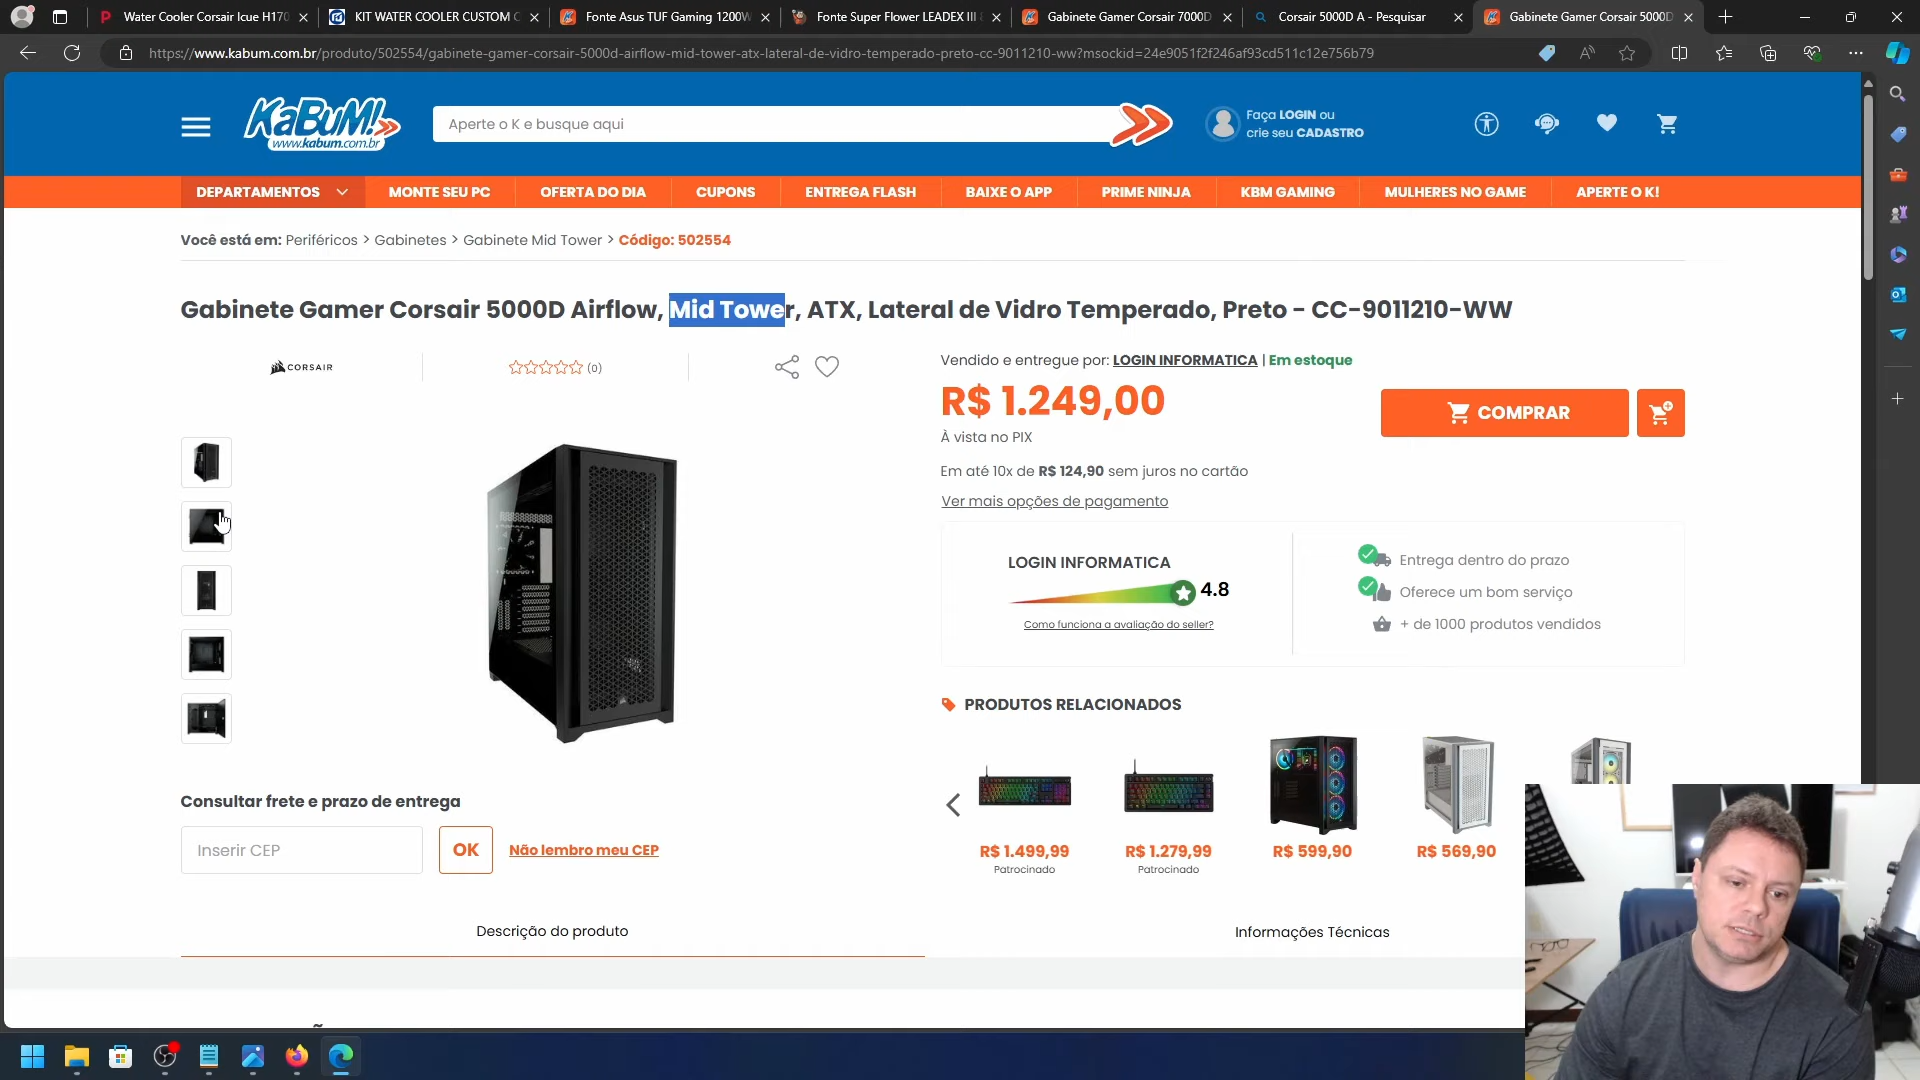 Water Cooler Corsair Icue H170
KIT WATER COOLER CUSTOM C
Fonte Asus TUF Gaming 1200W
Fonte Super Flower LEADEX III
Gabinete Gamer Corsair 7000D
Corsair 5000D A - Pesquisar
Gabinete Gamer Corsair 5000D
https://www.kabum.com.br/produto/502554/gabinete-gamer-corsair-5000d-airflow-mid-tower-atx-lateral-de-vidro-temperado-preto-cc-9011210-ww?msockid=24e9051f2f246af93cd511c12e756b79
KaBuM!
www.kabum.com.br
Aperte o K e busque aqui
Faça LOGIN ou
crie seu CADASTRO
DEPARTAMENTOS
MONTE SEU PC
OFERTA DO DIA
CUPONS
ENTREGA FLASH
BAIXE O APP
PRIME NINJA
KBM GAMING
MULHERES NO GAME
APERTE O K!
Você está em: Periféricos > Gabinetes > Gabinete Mid Tower > Código: 502554
Gabinete Gamer Corsair 5000D Airflow, Mid Tower, ATX, Lateral de Vidro Temperado, Preto - CC-9011210-WW
CORSAIR
(0)
Vendido e entregue por: LOGIN INFORMATICA | Em estoque
R$ 1.249,00
À vista no PIX
COMPRAR
Em até 10x de R$ 124,90 sem juros no cartão
Ver mais opções de pagamento
LOGIN INFORMATICA
4.8
Como funciona a avaliação do seller?
Entrega dentro do prazo
Oferece um bom serviço
+ de 1000 produtos vendidos
PRODUTOS RELACIONADOS
R$ 1.499,99
Patrocinado
R$ 1.279,99
Patrocinado
R$ 599,90
R$ 569,90
Consultar frete e prazo de entrega
Inserir CEP
OK
Não lembro meu CEP
Descrição do produto
Informações Técnicas